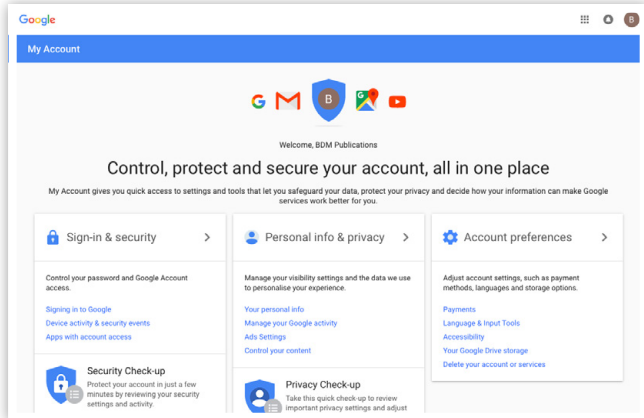 Google
B
My Account
G
B
G
Welcome, BDM Publications
Control, protect and secure your account, all in one place
My Account gives you quick access to settings and tools that let you safeguard your data, protect your privacy and decide how your information can make Google
services work better for you.
Sign-in & security
Control your password and Google Account
access.
Signing in to Google
Device activity & security events
Apps with account access
Security Check-up
Protect your account in just a few
minutes by reviewing your security
settings and activity.
Personal info & privacy
Manage your visibility settings and the data we use
to personalise your experience.
Your personal info
Manage your Google activity
Ads Settings
Control your content
Privacy Check-up
Take this quick check-up to review
important privacy settings and adjust
Account preferences
Adjust account settings, such as payment
methods, languages and storage options.
Payments
Language & Input Tools
Accessibility
Your Google Drive storage
Delete your account or services